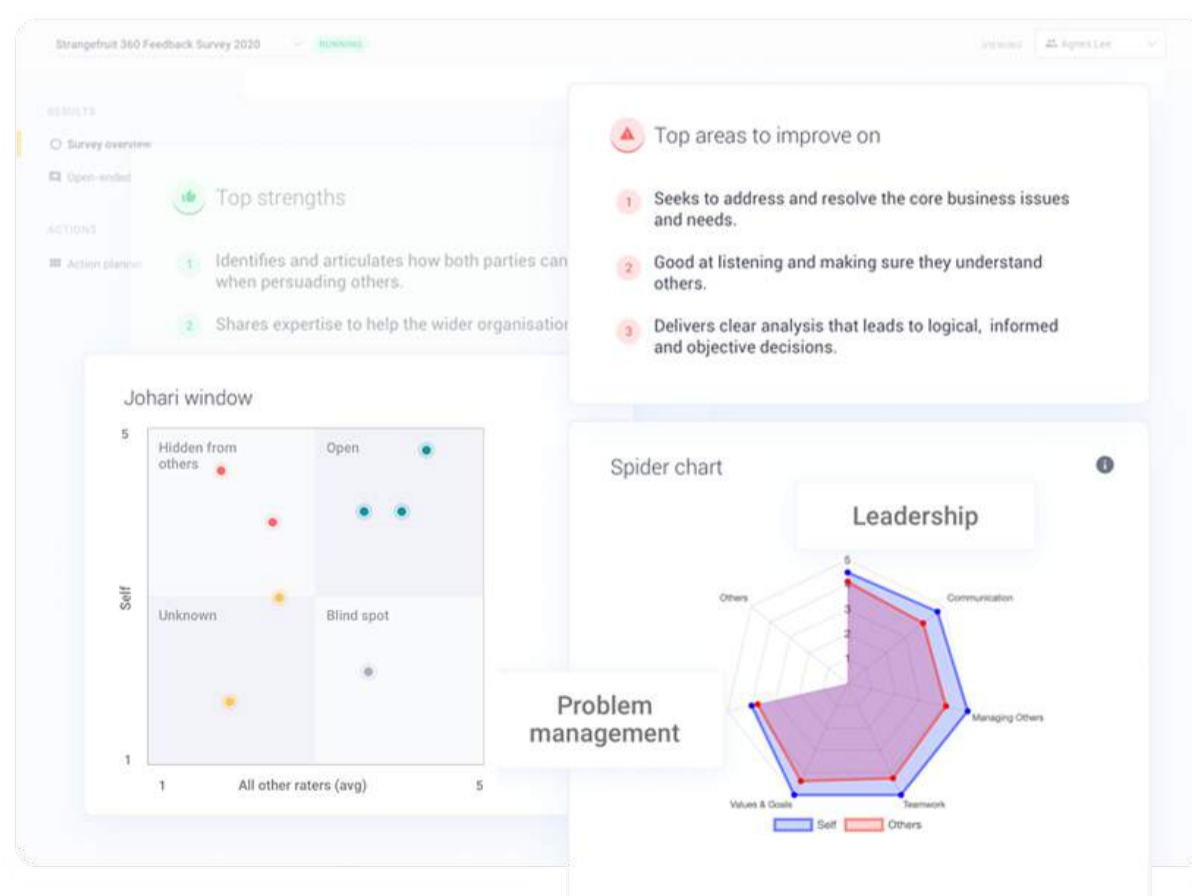 Strangefruit 360 Feedback Survey 2020
RUNNING
VIEWING
Agnes Lee
RESULTS
Survey overview
Open-ended
ACTIONS
Action planner
Top strengths
1
Identifies and articulates how both parties can
when persuading others.
2
Shares expertise to help the wider organisation
Top areas to improve on
1
Seeks to address and resolve the core business issues
and needs.
2
Good at listening and making sure they understand
others.
3
Delivers clear analysis that leads to logical, informed
and objective decisions.
Johari window
5
Hidden from
others
Open
Self
Unknown
Blind spot
1
1
All other raters (avg)
5
Spider chart
Leadership
5
Others
Communication
3
2
1
Managing Others
Problem
management
Values & Goals
Teamwork
Self
Others